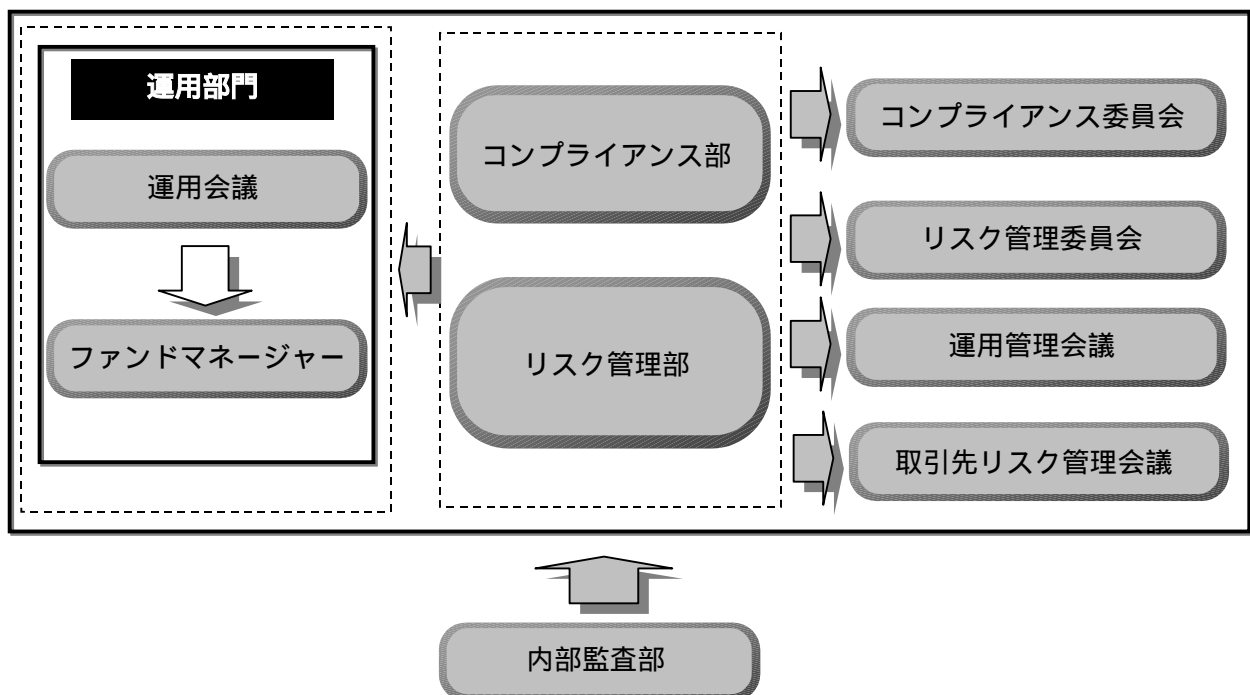 運用部門
運用会議
ファンドマネージャー
コンプライアンス部
リスク管理部
コンプライアンス委員会
リスク管理委員会
運用管理会議
取引先リスク管理会議
内部監査部